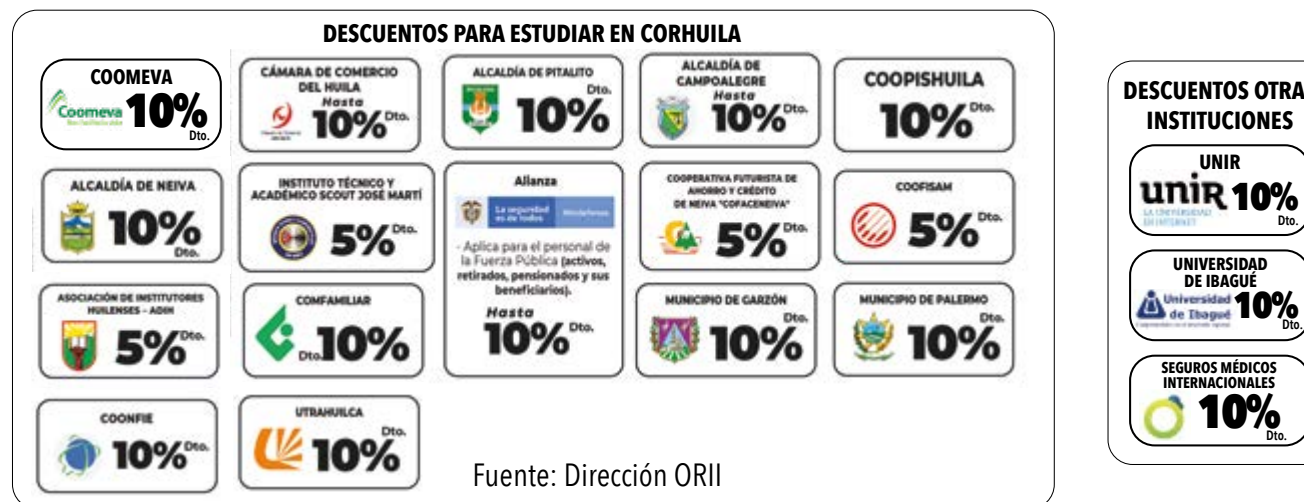 DESCUENTOS PARA ESTUDIAR EN CORHUILA
COOMEVA
Coomeva
10%
Dto.
CÁMARA DE COMERCIO
DEL HUILA
Hasta
10% Dto.
ALCALDÍA DE PITALITO
Dto.
10%
ALCALDÍA DE
CAMPOALEGRE
Hasta
10% Dto.
COOPISHUILA
10% Dto.
ALCALDÍA DE NEIVA
10%
Dto.
INSTITUTO TÉCNICO Y
ACADÉMICO SCOUT JOSÉ MARTÍ
5% Dto.
Alianza
La seguridad
es de todos
Mindefensa
- Aplica para el personal de
la Fuerza Pública (activos,
retirados, pensionados y sus
beneficiarios).
Hasta
10% Dto.
COOPERATIVA FUTURISTA DE
AHORRO Y CRÉDITO
DE NEIVA "COFACENEIVA"
5% Dto.
COOFISAM
5% Dto.
ASOCIACIÓN DE INSTITUTORES
HUILENSES - ADIH
5% Dto.
COMFAMILIAR
Dto. 10%
MUNICIPIO DE GARZÓN
Dto.
10%
MUNICIPIO DE PALERMO
Dto.
10%
COONFIE
10% Dto.
UTRAHUILCA
Dto.
10%
Fuente: Dirección ORII
DESCUENTOS OTRA
INSTITUCIONES
UNIR
unir 10%
LA UNIVERSIDAD
EN INTERNET
Dto.
UNIVERSIDAD
DE IBAGUÉ
Universidad
de Ibagué
10%
Dto.
SEGUROS MÉDICOS
INTERNACIONALES
10%
Dto.